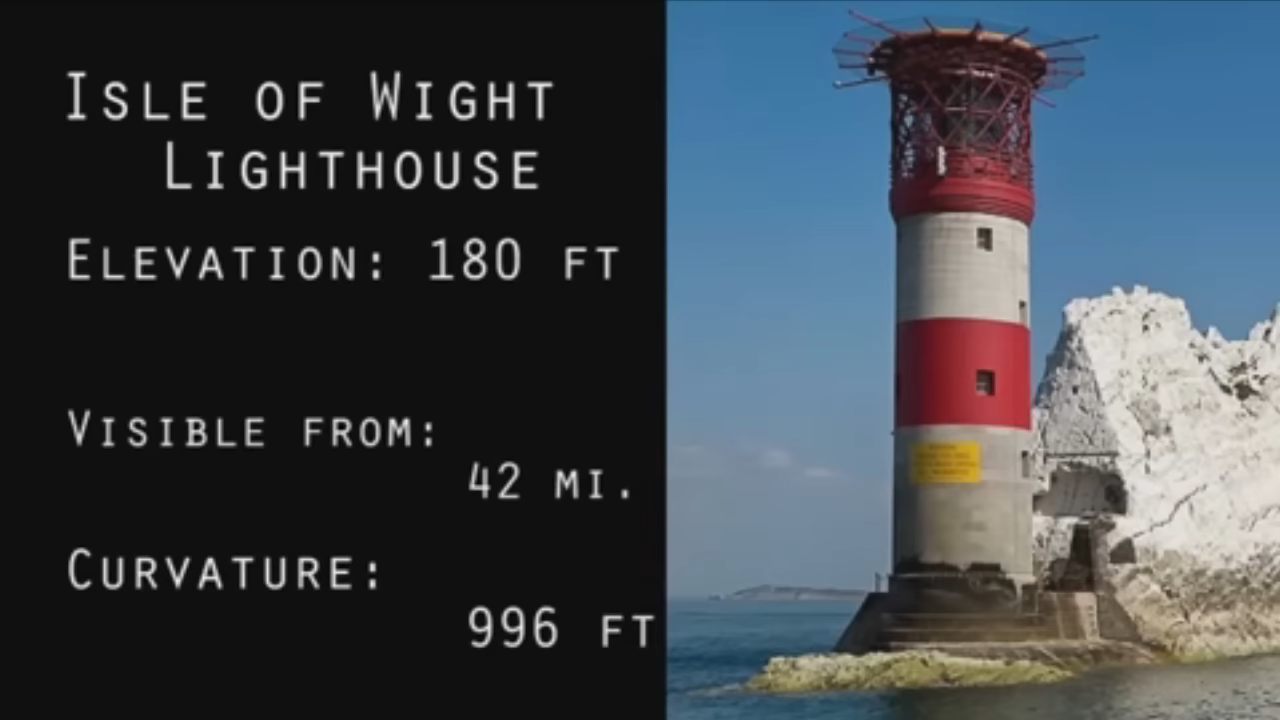 Isle of Wight
Lighthouse
Elevation: 180 ft
Visible from:
42 mi.
Curvature:
996 ft